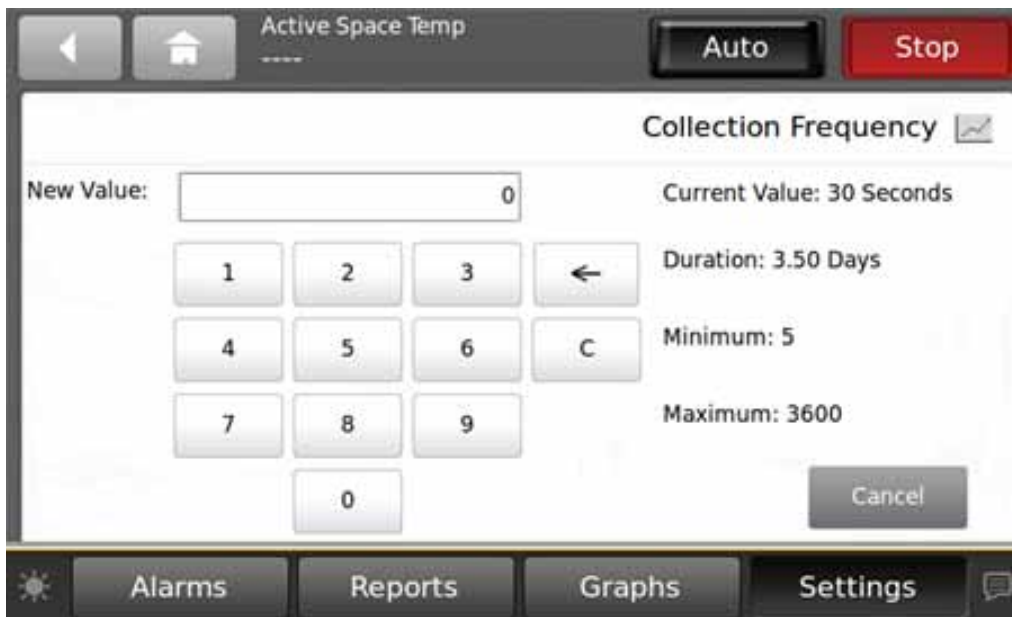 Active Space Temp
----
Auto
Stop
Collection Frequency
New Value:
0
Current Value: 30 Seconds
1
2
3
←
Duration: 3.50 Days
4
5
6
C
Minimum: 5
7
8
9
Maximum: 3600
0
Cancel
Alarms
Reports
Graphs
Settings